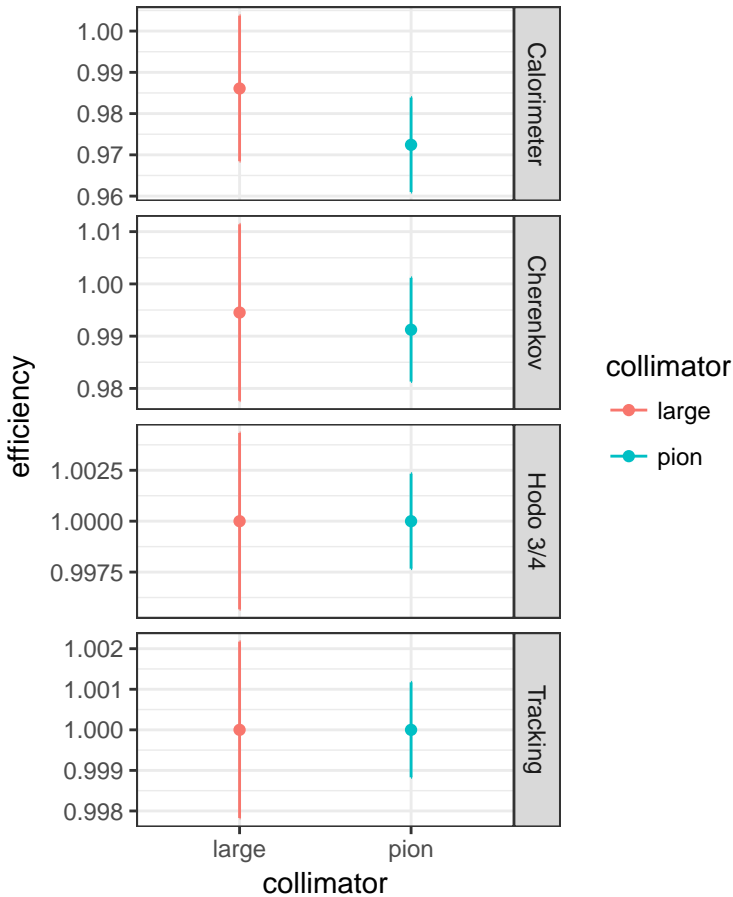 1.00
0.99
0.98
0.97
0.96
Calorimeter
1.01
1.00
0.99
0.98
Cherenkov
1.0025
1.0000
0.9975
Hodo 3/4
1.002
1.001
1.000
0.999
0.998
Tracking
efficiency
large
pion
collimator
collimator
large
pion